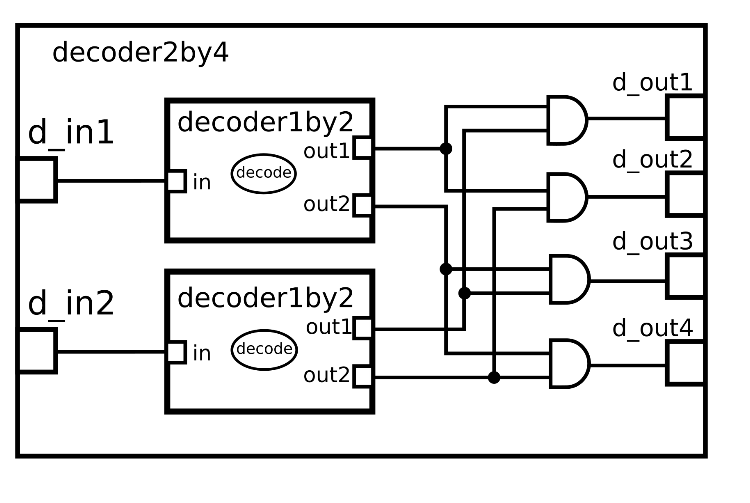 decoder2by4
d_in1
decoder1by2
in
decode
out1
out2
d_in2
decoder1by2
in
decode
out1
out2
d_out1
d_out2
d_out3
d_out4